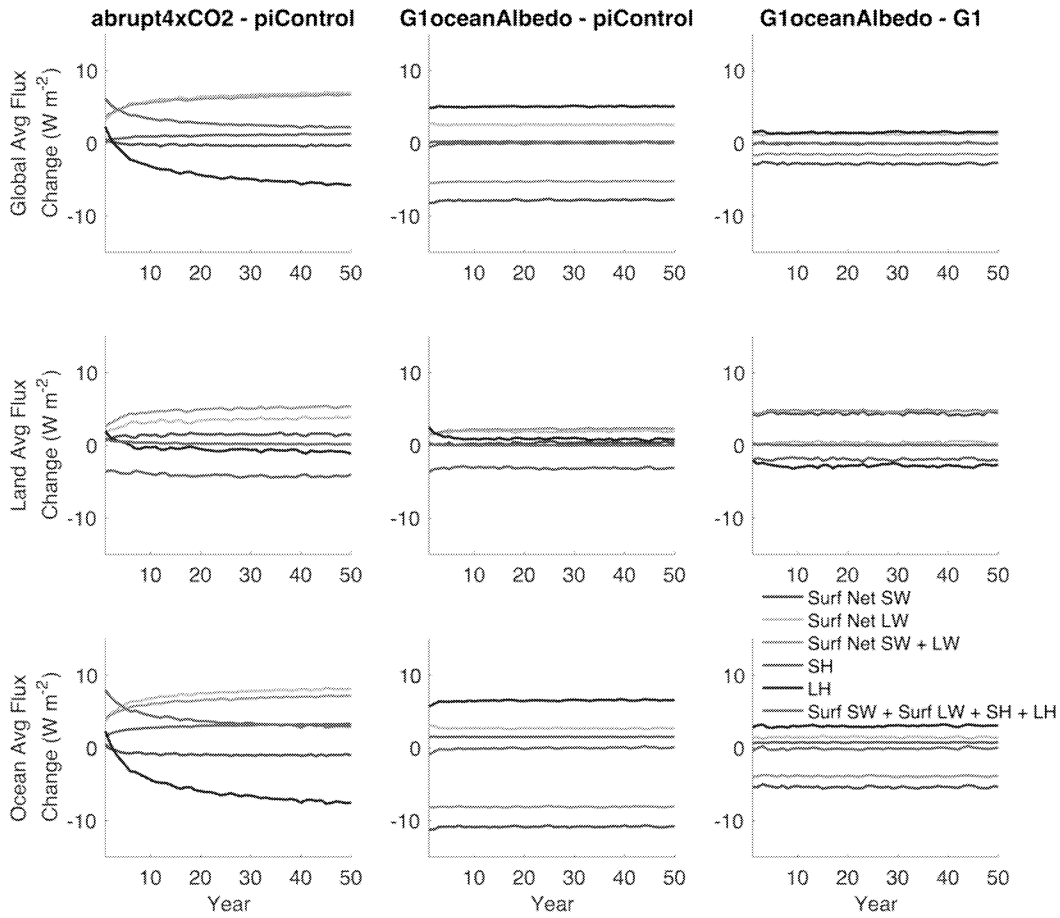 abrupt4xCO2 - piControl
G1oceanAlbedo - piControl
G1oceanAlbedo - G1
Global Avg Flux
Change (W m-2)
10
0
-10
10 20 30 40 50
10
0
-10
10 20 30 40 50
10
0
-10
10 20 30 40 50
Land Avg Flux
Change (W m-2)
10
0
-10
10 20 30 40 50
10
0
-10
10 20 30 40 50
10
0
-10
10 20 30 40 50
Surf Net SW
Surf Net LW
Surf Net SW + LW
SH
LH
Surf SW + Surf LW + SH + LH
Ocean Avg Flux
Change (W m-2)
10
0
-10
10 20 30 40 50
Year
10
0
-10
10 20 30 40 50
Year
10
0
-10
10 20 30 40 50
Year